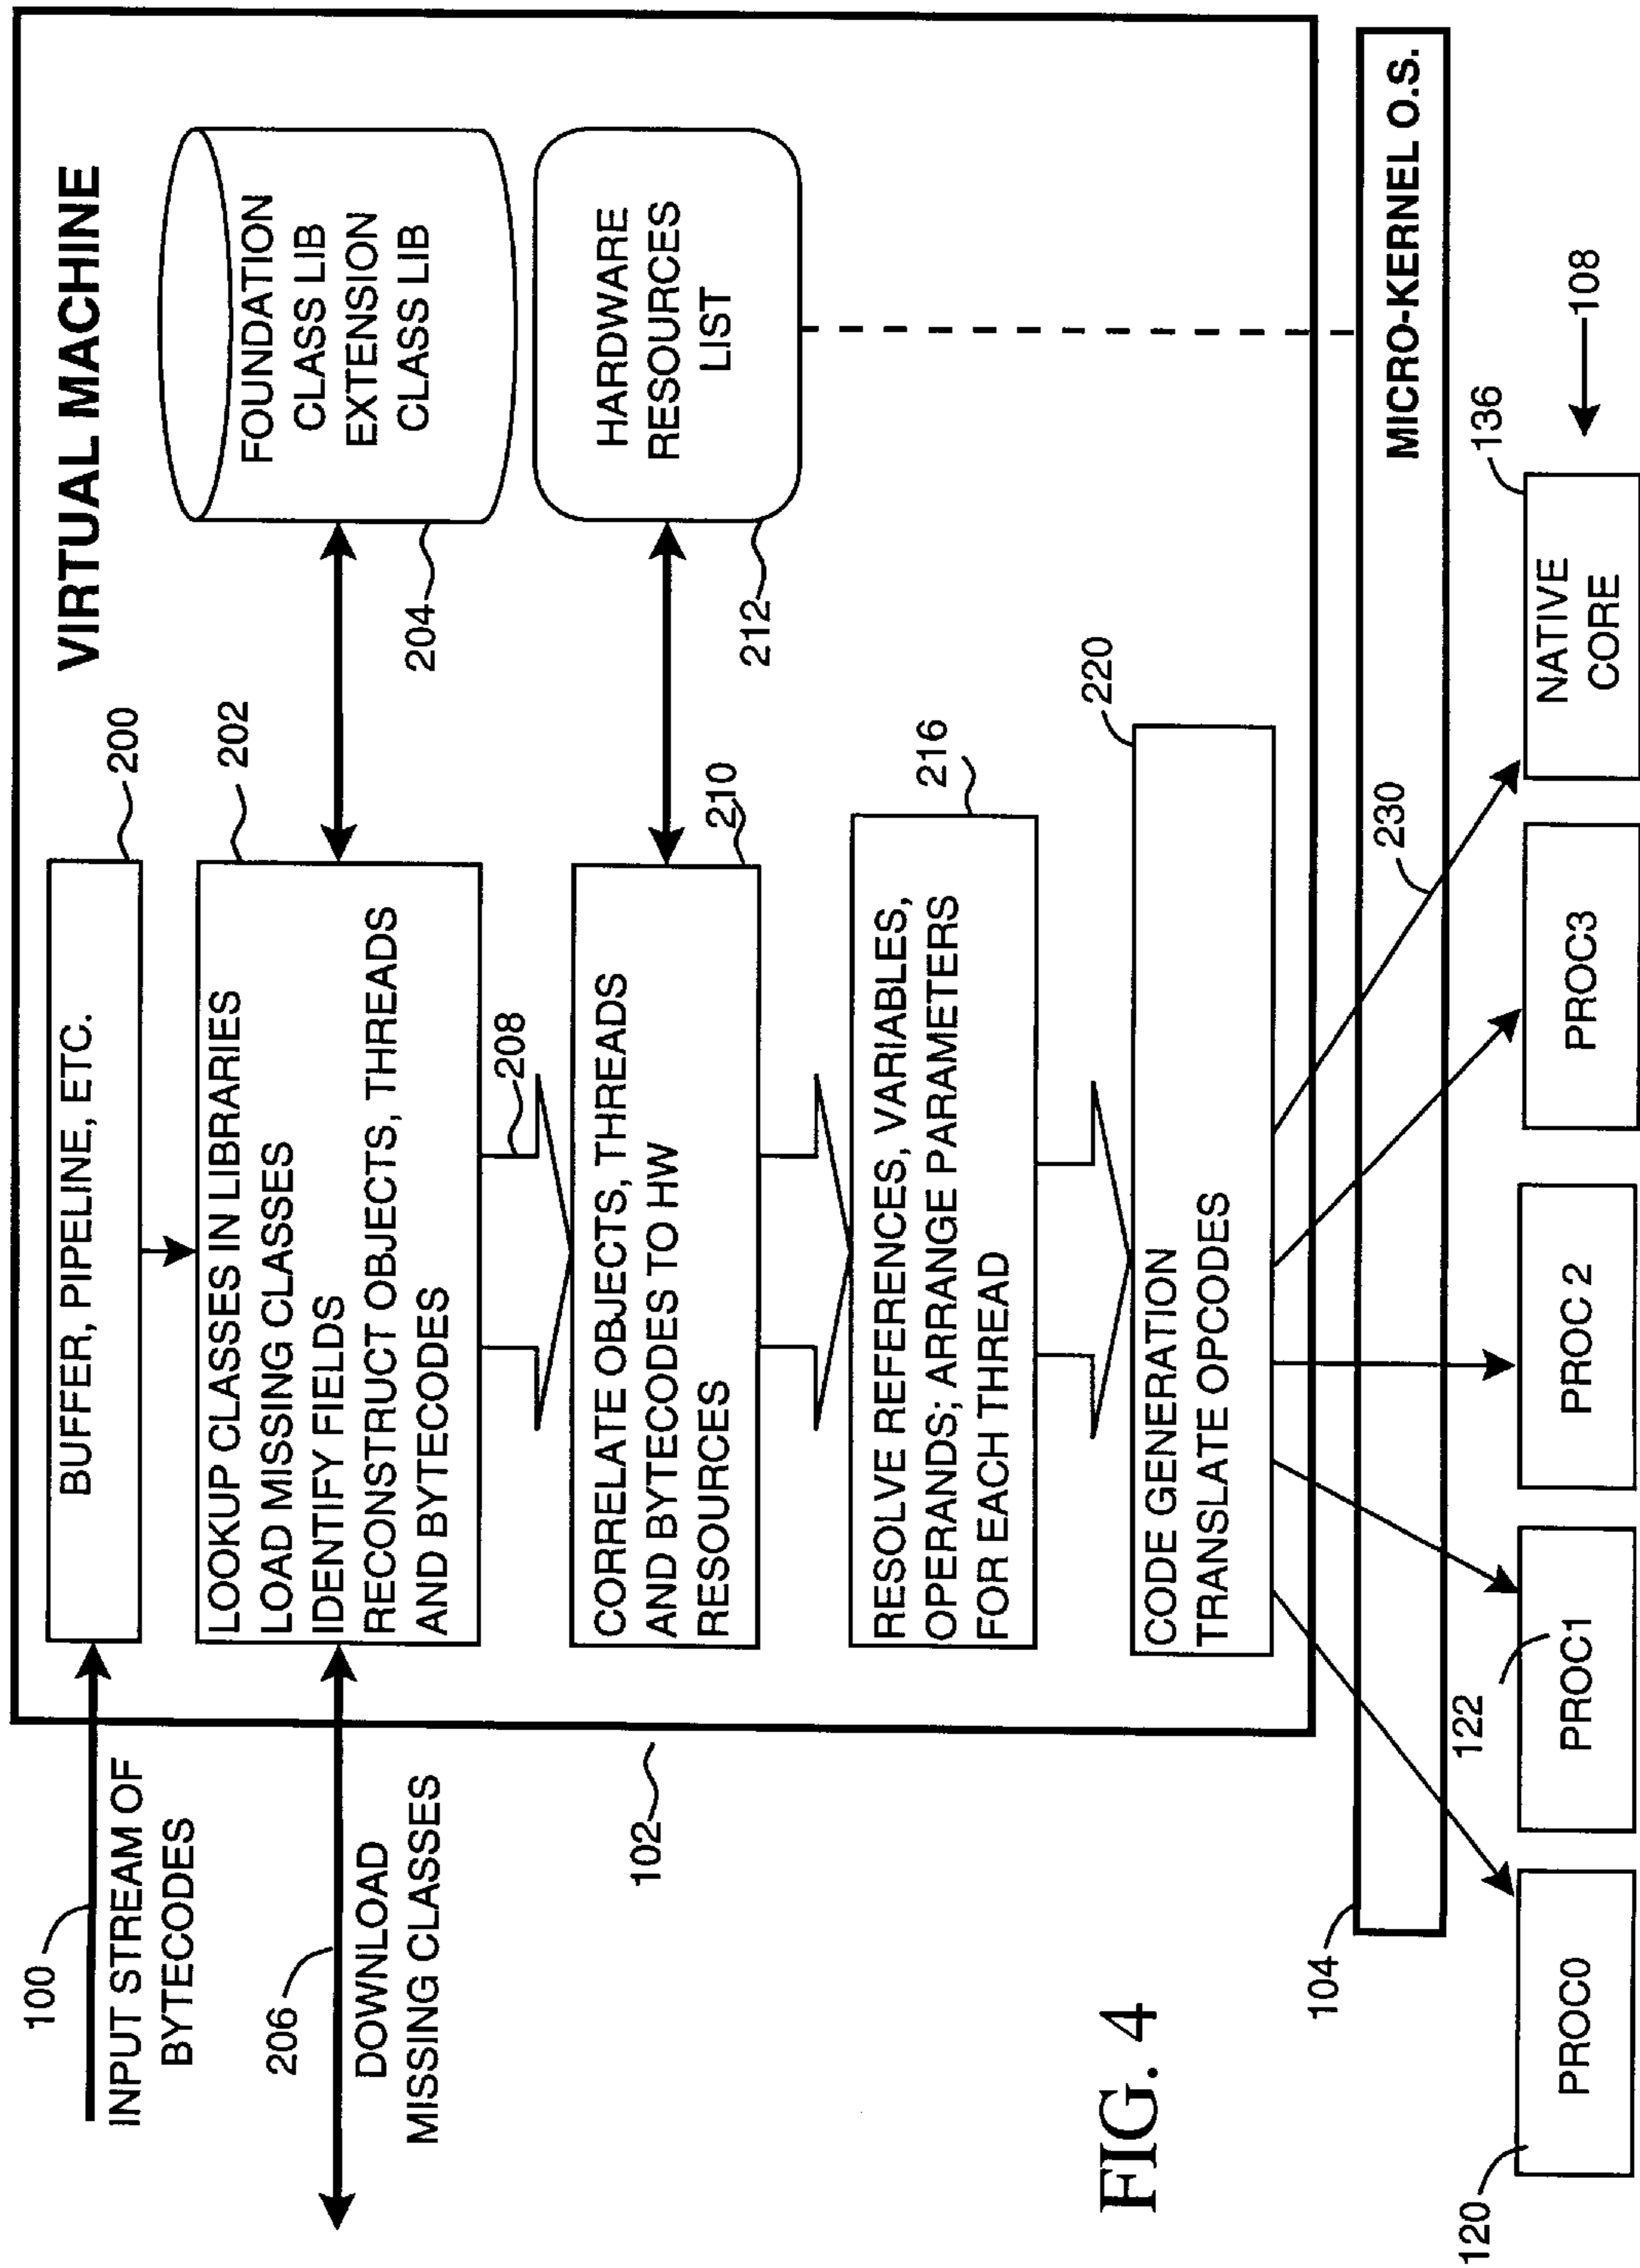 VIRTUAL MACHINE
100
INPUT STREAM OF
BYTECODES
BUFFER, PIPELINE, ETC.
200
206
DOWNLOAD
MISSING CLASSES
LOOKUP CLASSES IN LIBRARIES
LOAD MISSING CLASSES
IDENTIFY FIELDS
RECONSTRUCT OBJECTS, THREADS
AND BYTECODES
202
204
FOUNDATION
CLASS LIB
EXTENSION
CLASS LIB
208
102
CORRELATE OBJECTS, THREADS
AND BYTECODES TO HW
RESOURCES
210
212
HARDWARE
RESOURCES
LIST
RESOLVE REFERENCES, VARIABLES,
OPERANDS; ARRANGE PARAMETERS
FOR EACH THREAD
216
CODE GENERATION
TRANSLATE OPCODES
220
FIG. 4
104
MICRO-KERNEL O.S.
230
120
PROC0
122
PROC1
PROC 2
PROC3
136
NATIVE
CORE
108